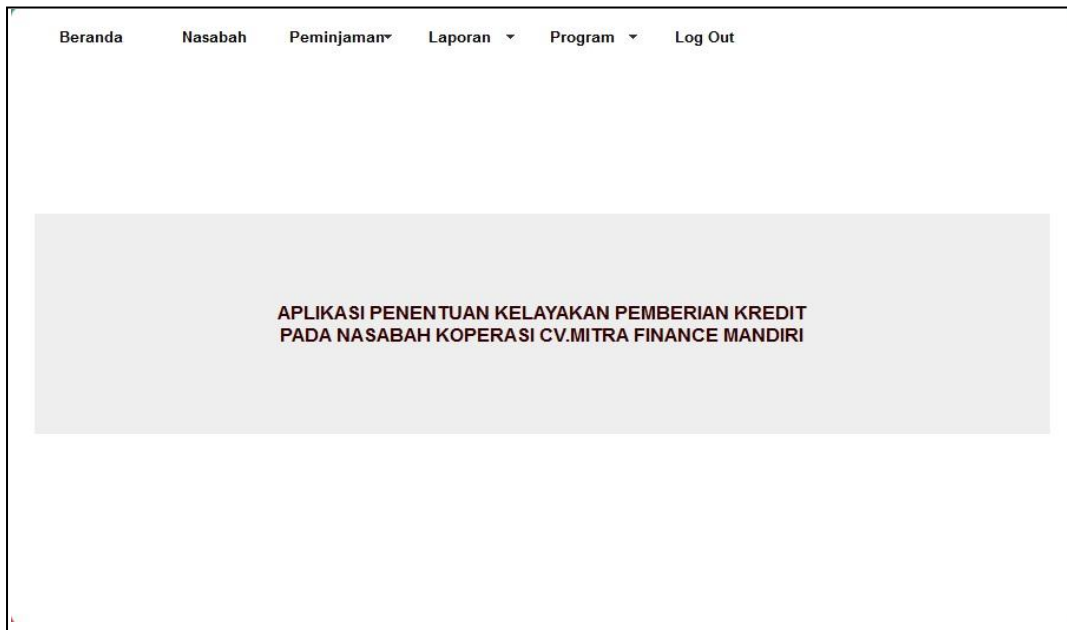 Beranda Nasabah Peminjaman Laporan Program Log Out
APLIKASI PENENTUAN KELAYAKAN PEMBERIAN KREDIT
PADA NASABAH KOPERASI CV.MITRA FINANCE MANDIRI